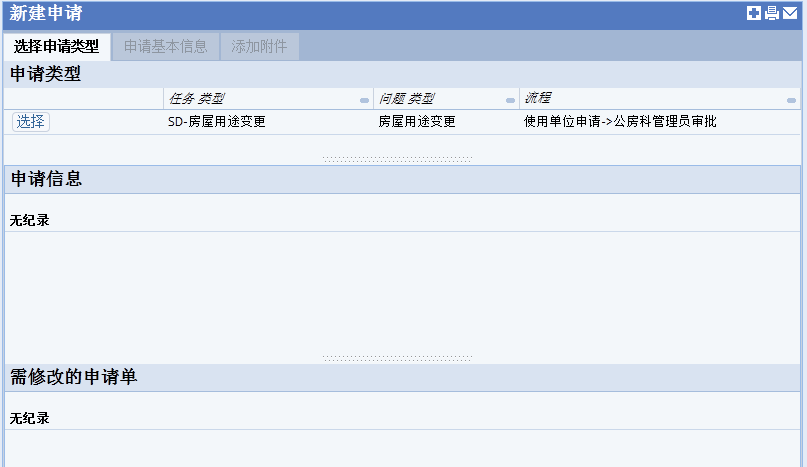 新建申请
选择申请类型 申请基本信息 添加附件
申请类型
任务 类型 问题 类型 流程
选择 SD-房屋用途变更 房屋用途变更 使用单位申请->公房科管理员审批
申请信息
无纪录
需修改的申请单
无纪录